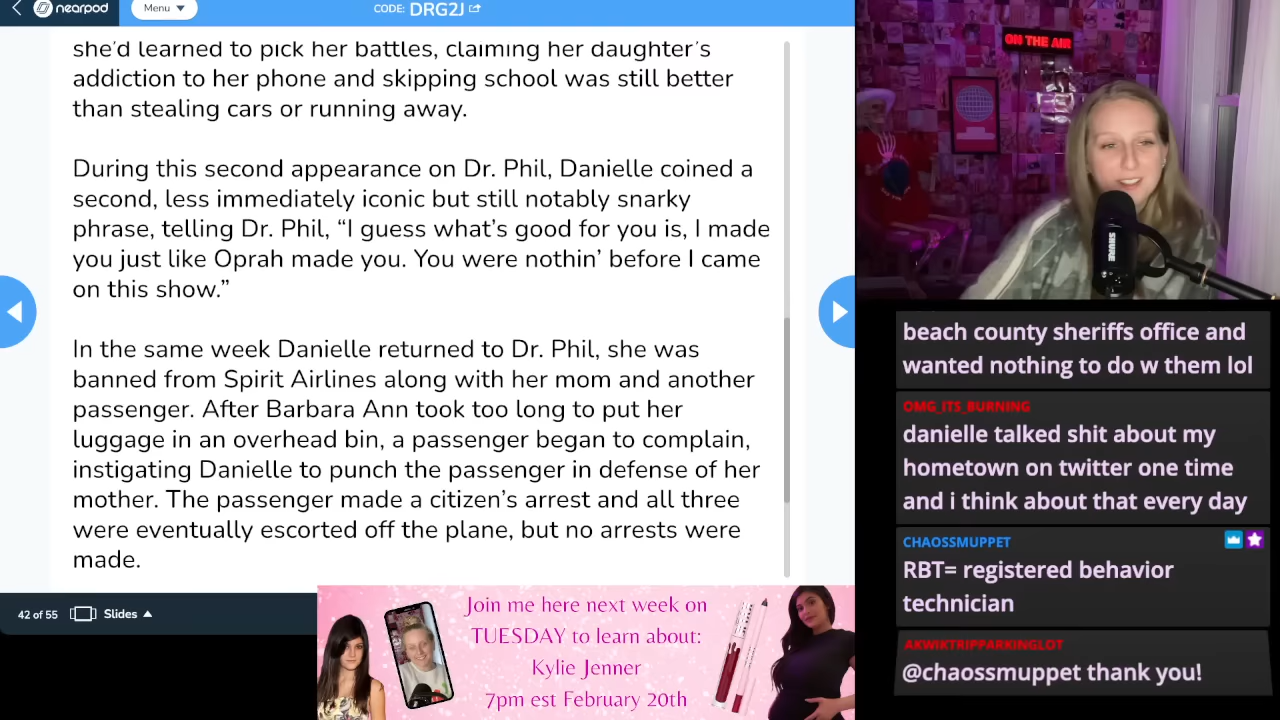 nearpod
Menu
CODE: DRG2J
she'd learned to pick her battles, claiming her daughter's
addiction to her phone and skipping school was still better
than stealing cars or running away.
During this second appearance on Dr. Phil, Danielle coined a
second, less immediately iconic but still notably snarky
phrase, telling Dr. Phil, “I guess what's good for you is, I made
you just like Oprah made you. You were nothin' before I came
on this show.”
In the same week Danielle returned to Dr. Phil, she was
banned from Spirit Airlines along with her mom and another
passenger. After Barbara Ann took too long to put her
luggage in an overhead bin, a passenger began to complain,
instigating Danielle to punch the passenger in defense of her
mother. The passenger made a citizen's arrest and all three
were eventually escorted off the plane, but no arrests were
made.
42 of 55
Slides
Join me here next week on
TUESDAY to learn about:
Kylie Jenner
7pm est February 20th
ON THE AIR
SHURE
beach county sheriffs office and
wanted nothing to do w them lol
OMG_ITS_BURNING
danielle talked shit about my
hometown on twitter one time
and i think about that every day
CHAOSSMUPPET
RBT= registered behavior
technician
AKWIKTRIPPARKINGLOT
@chaossmuppet thank you!